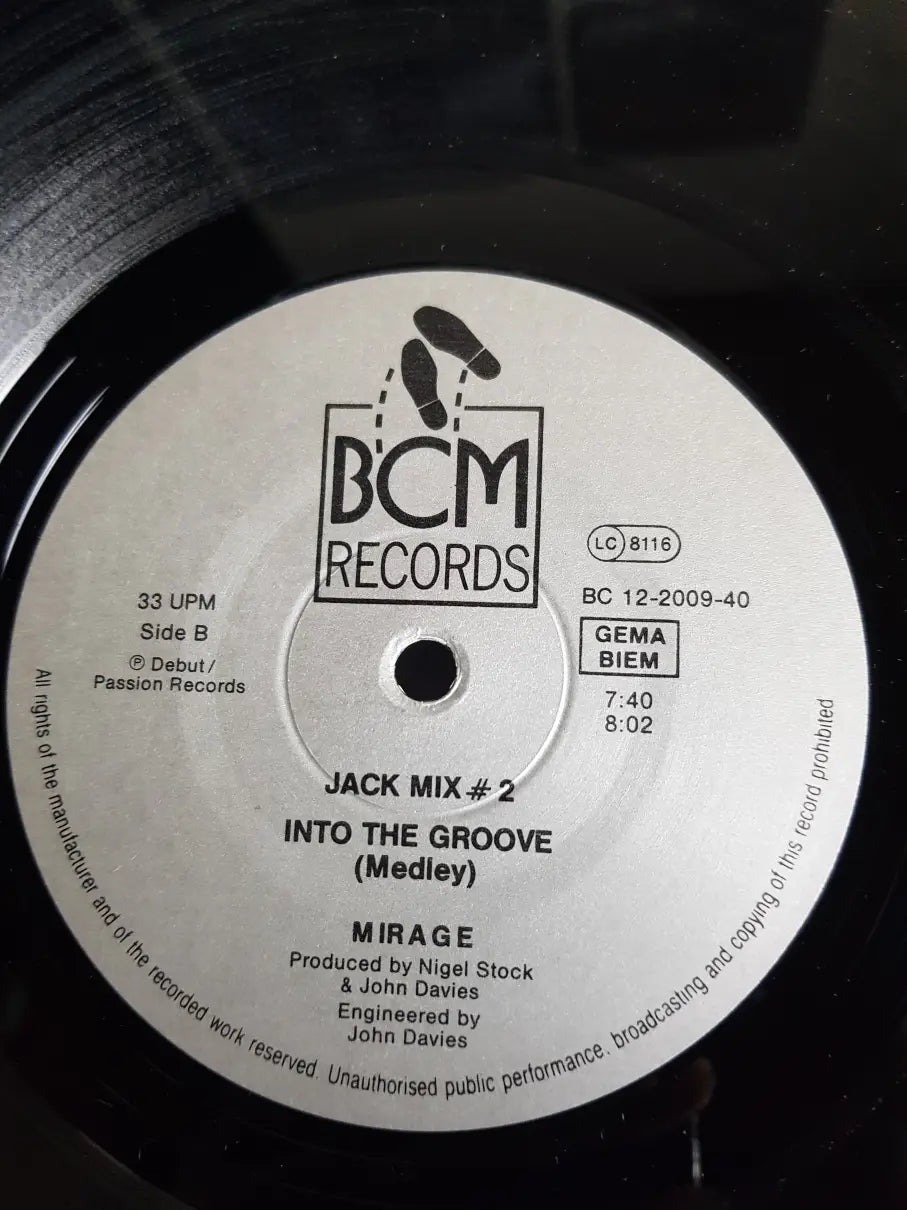 BCM
RECORDS
LC 8116
33 UPM
Side B
℗ Debut/
Passion Records
BC 12-2009-40
GEMA
BIEM
7:40
8:02
JACK MIX # 2
INTO THE GROOVE
(Medley)
MIRAGE
Produced by Nigel Stock
& John Davies
Engineered by
John Davies
All rights of the manufacturer and of the recorded work reserved. Unauthorised public performance. broadcasting and copying of this record prohibited